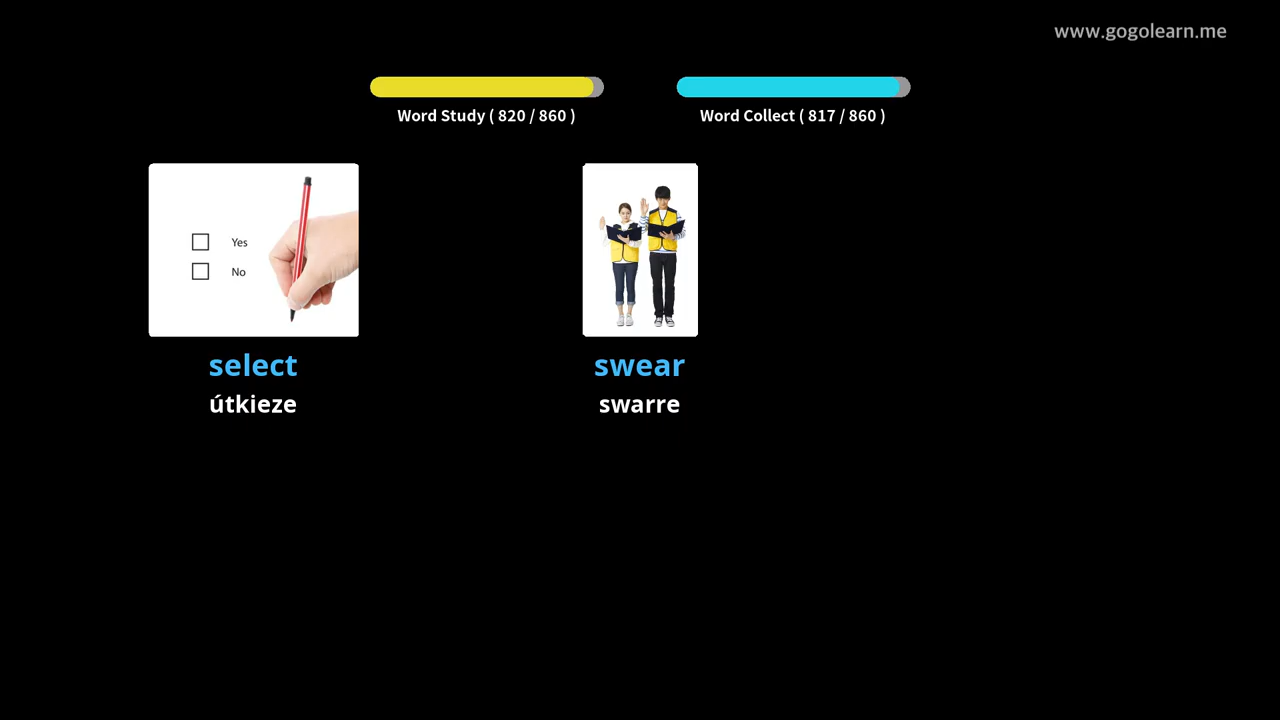 www.gogolearn.me
Word Study ( 820 / 860 )
Word Collect ( 817 / 860 )
Yes
No
select
útkieze
swear
swarre